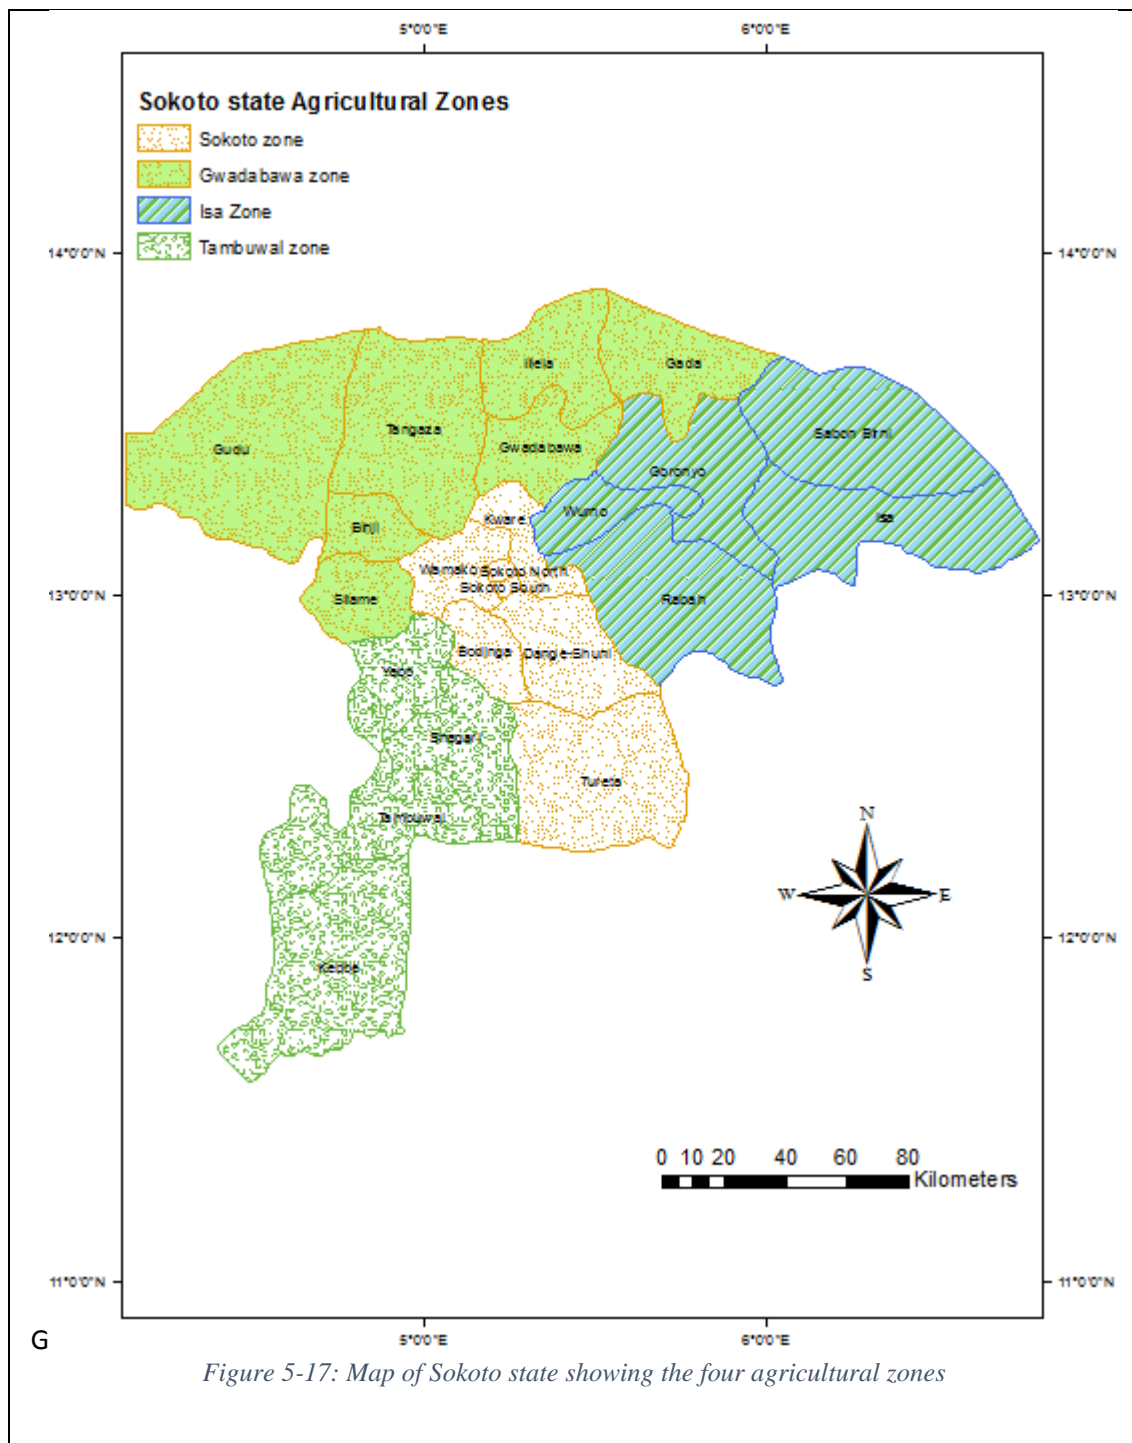 5°0'0"E 6°0'0"E
Sokoto state Agricultural Zones
Sokoto zone
Gwadabawa zone
Isa Zone
Tambuwal zone
14°0'0"N 14°0'0"N
Illela
Gada
Tangaza
Sabon Birni
Gudu
Gwadabawa
Goronyo
Kware
Wurno
Isa
Binji
Wamako Sokoto North
Sokoto South
13°0'0"N 13°0'0"N
Silame
Rabah
Bodinga Dange-Shuni
Yabo
Shagari
Tureta
Tambuwal
N
W E
S
12°0'0"N 12°0'0"N
Kebbe
0 10 20 40 60 80
Kilometers
11°0'0"N 11°0'0"N
G
5°0'0"E 6°0'0"E
Figure 5-17: Map of Sokoto state showing the four agricultural zones